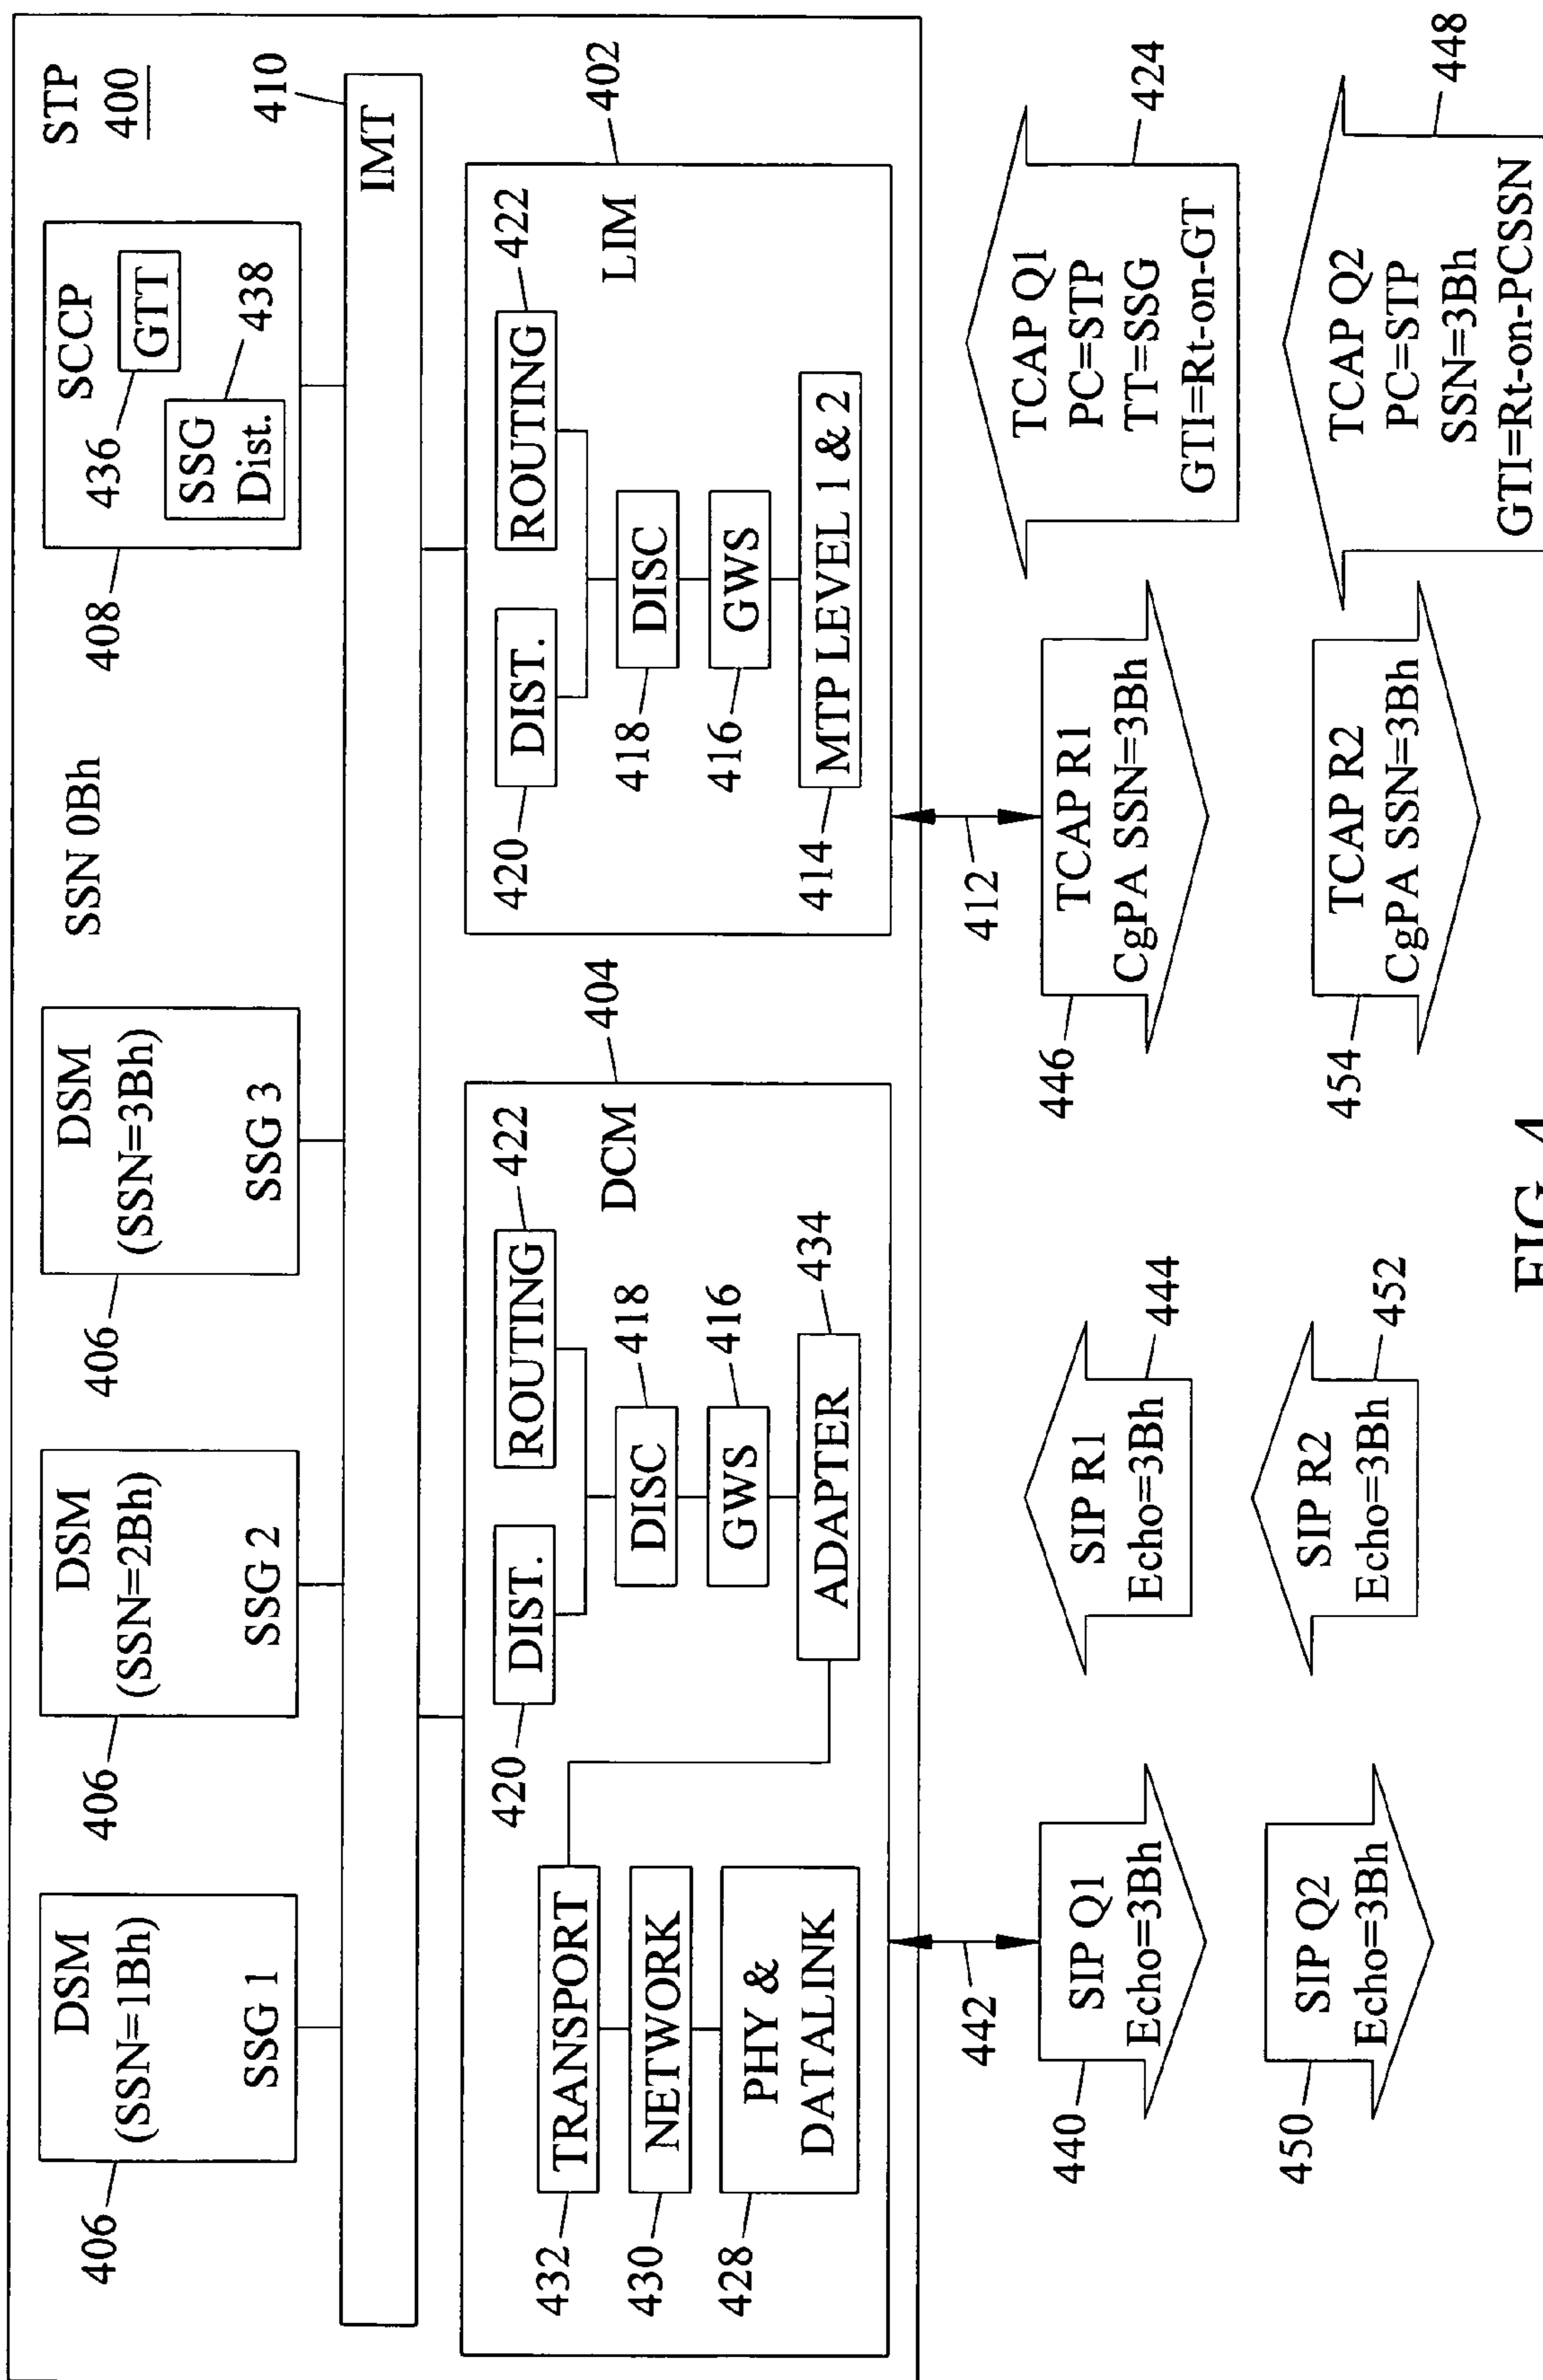 STP
400
410
SSN 0Bh
DSM
(SSN=1Bh)
SSG 1
406
DSM
(SSN=2Bh)
SSG 2
406
DSM
(SSN=3Bh)
SSG 3
406
SCCP
436
GTT
SSG
Dist.
438
408
IMT
404
DCM
432
TRANSPORT
430
NETWORK
428
PHY &
DATALINK
420
DIST.
ROUTING
422
DISC
418
GWS
416
ADAPTER
434
402
LIM
420
DIST.
ROUTING
422
418
DISC
416
GWS
414
MTP LEVEL 1 & 2
442
412
440
SIP Q1
Echo=3Bh
SIP R1
Echo=3Bh
444
446
TCAP R1
CgPA SSN=3Bh
TCAP Q1
PC=STP
TT=SSG
GTI=Rt-on-GT
424
450
SIP Q2
Echo=3Bh
SIP R2
Echo=3Bh
452
454
TCAP R2
CgPA SSN=3Bh
TCAP Q2
PC=STP
SSN=3Bh
GTI=Rt-on-PCSSN
448
FIG. 4